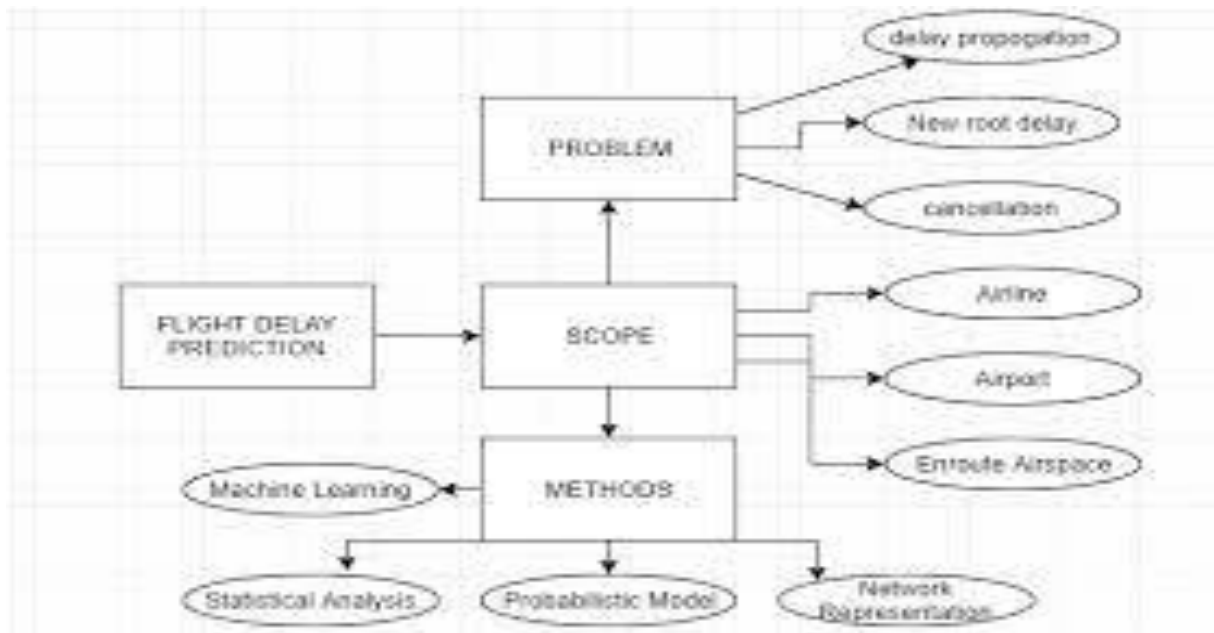 delay propogation
New root delay
PROBLEM
cancellation
Airline
FLIGHT DELAY
PREDICTION
SCOPE
Airport
Enroute Airspace
Machine Learning
METHODS
Statistical Analysis
Probabilistic Model
Network
Representation